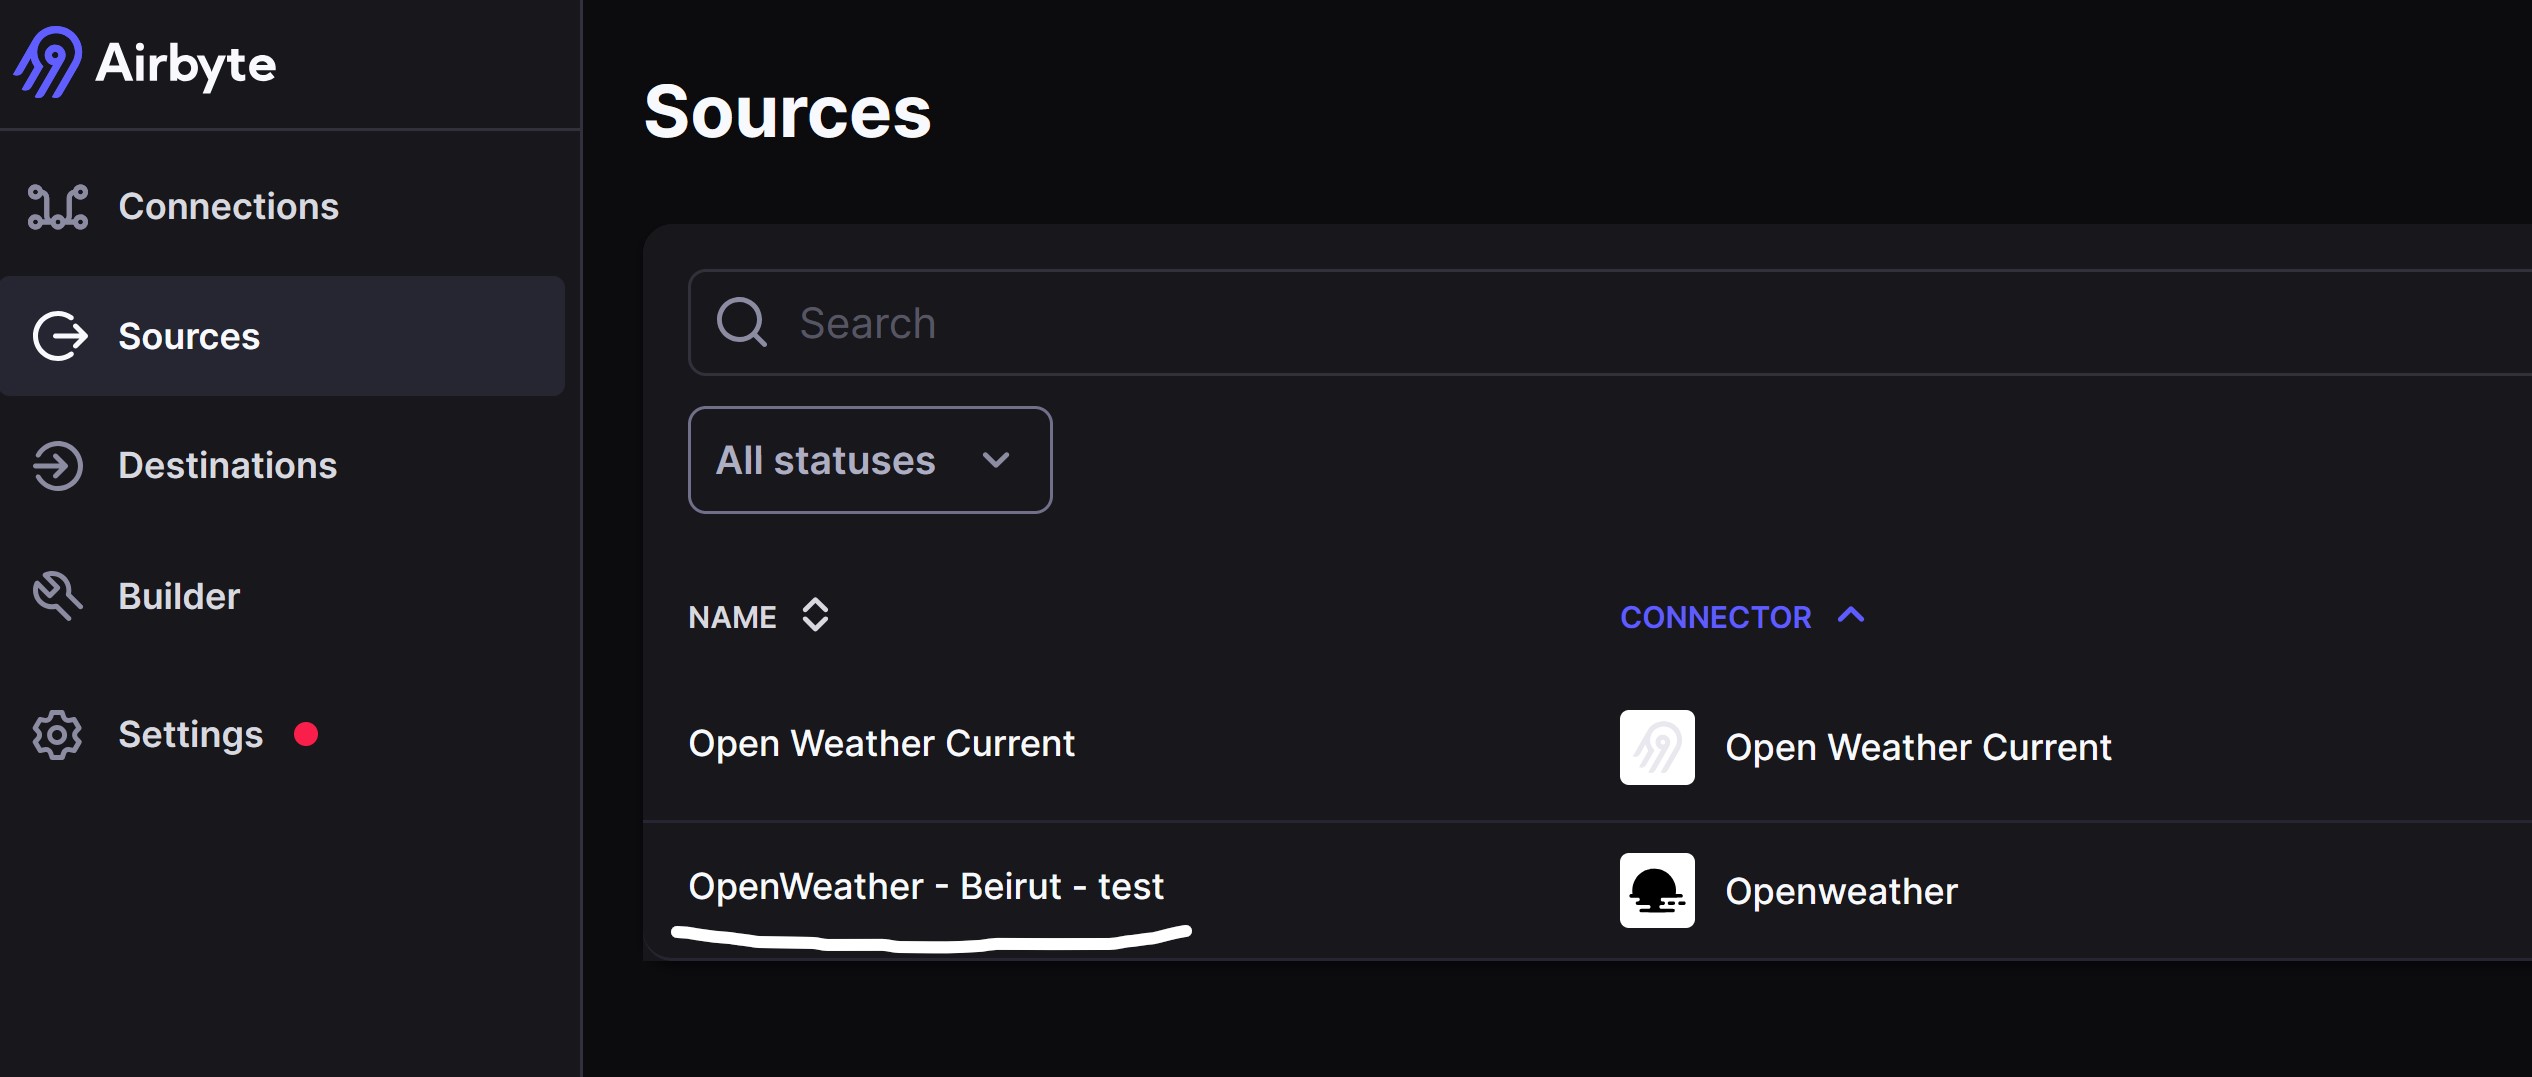 Airbyte
Connections
Sources
Destinations
Builder
Settings
Sources
Search
All statuses
NAME CONNECTOR
Open Weather Current Open Weather Current
OpenWeather - Beirut - test Openweather